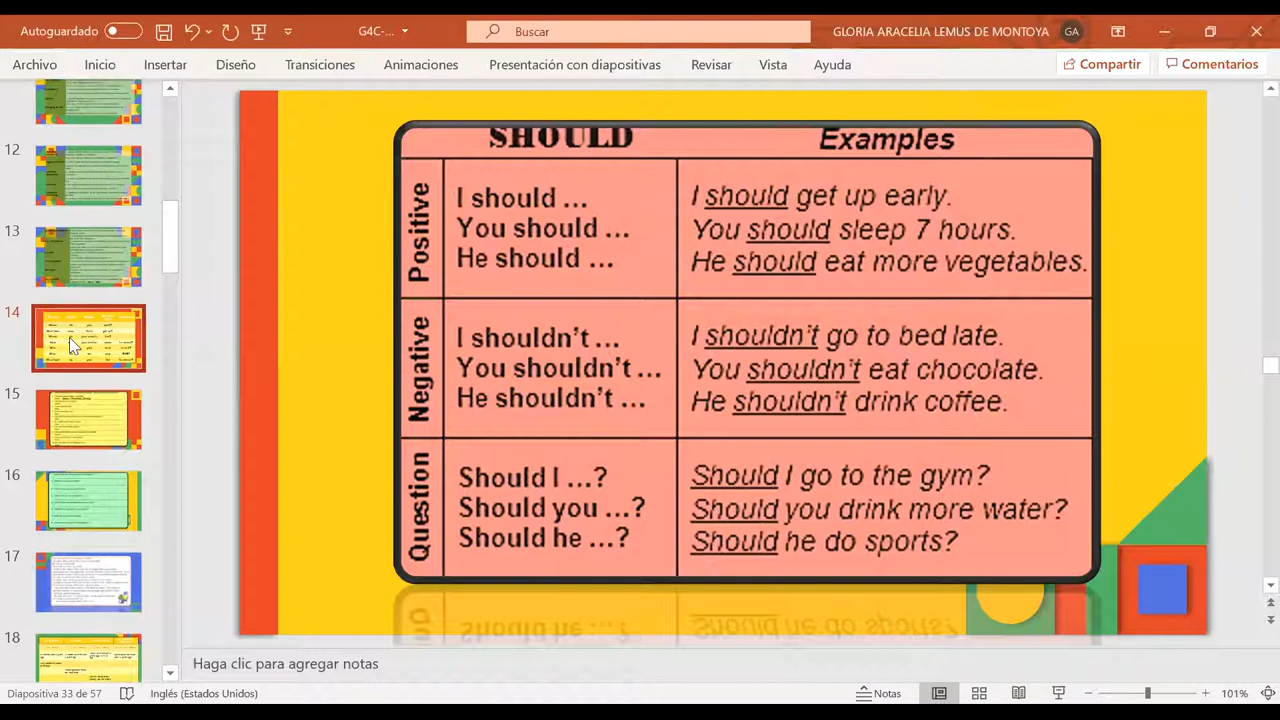 Autoguardado
G4C-...
Buscar
GLORIA ARACELIA LEMUS DE MONTOYA
GA
Archivo
Inicio
Insertar
Diseño
Transiciones
Animaciones
Presentación con diapositivas
Revisar
Vista
Ayuda
Compartir
Comentarios
12
13
14
15
16
17
18
SHOULD
Examples
Positive
I should ...
You should ...
He should ...
I should get up early.
You should sleep 7 hours.
He should eat more vegetables.
Negative
I shouldn't ...
You shouldn't ...
He shouldn't ...
I shouldn't go to bed late.
You shouldn't eat chocolate.
He shouldn't drink coffee.
Question
Should I ...?
Should you ...?
Should he ...?
Should I go to the gym?
Should you drink more water?
Should he do sports?
Haga clic para agregar notas
Diapositiva 33 de 57
Inglés (Estados Unidos)
Notas
101%